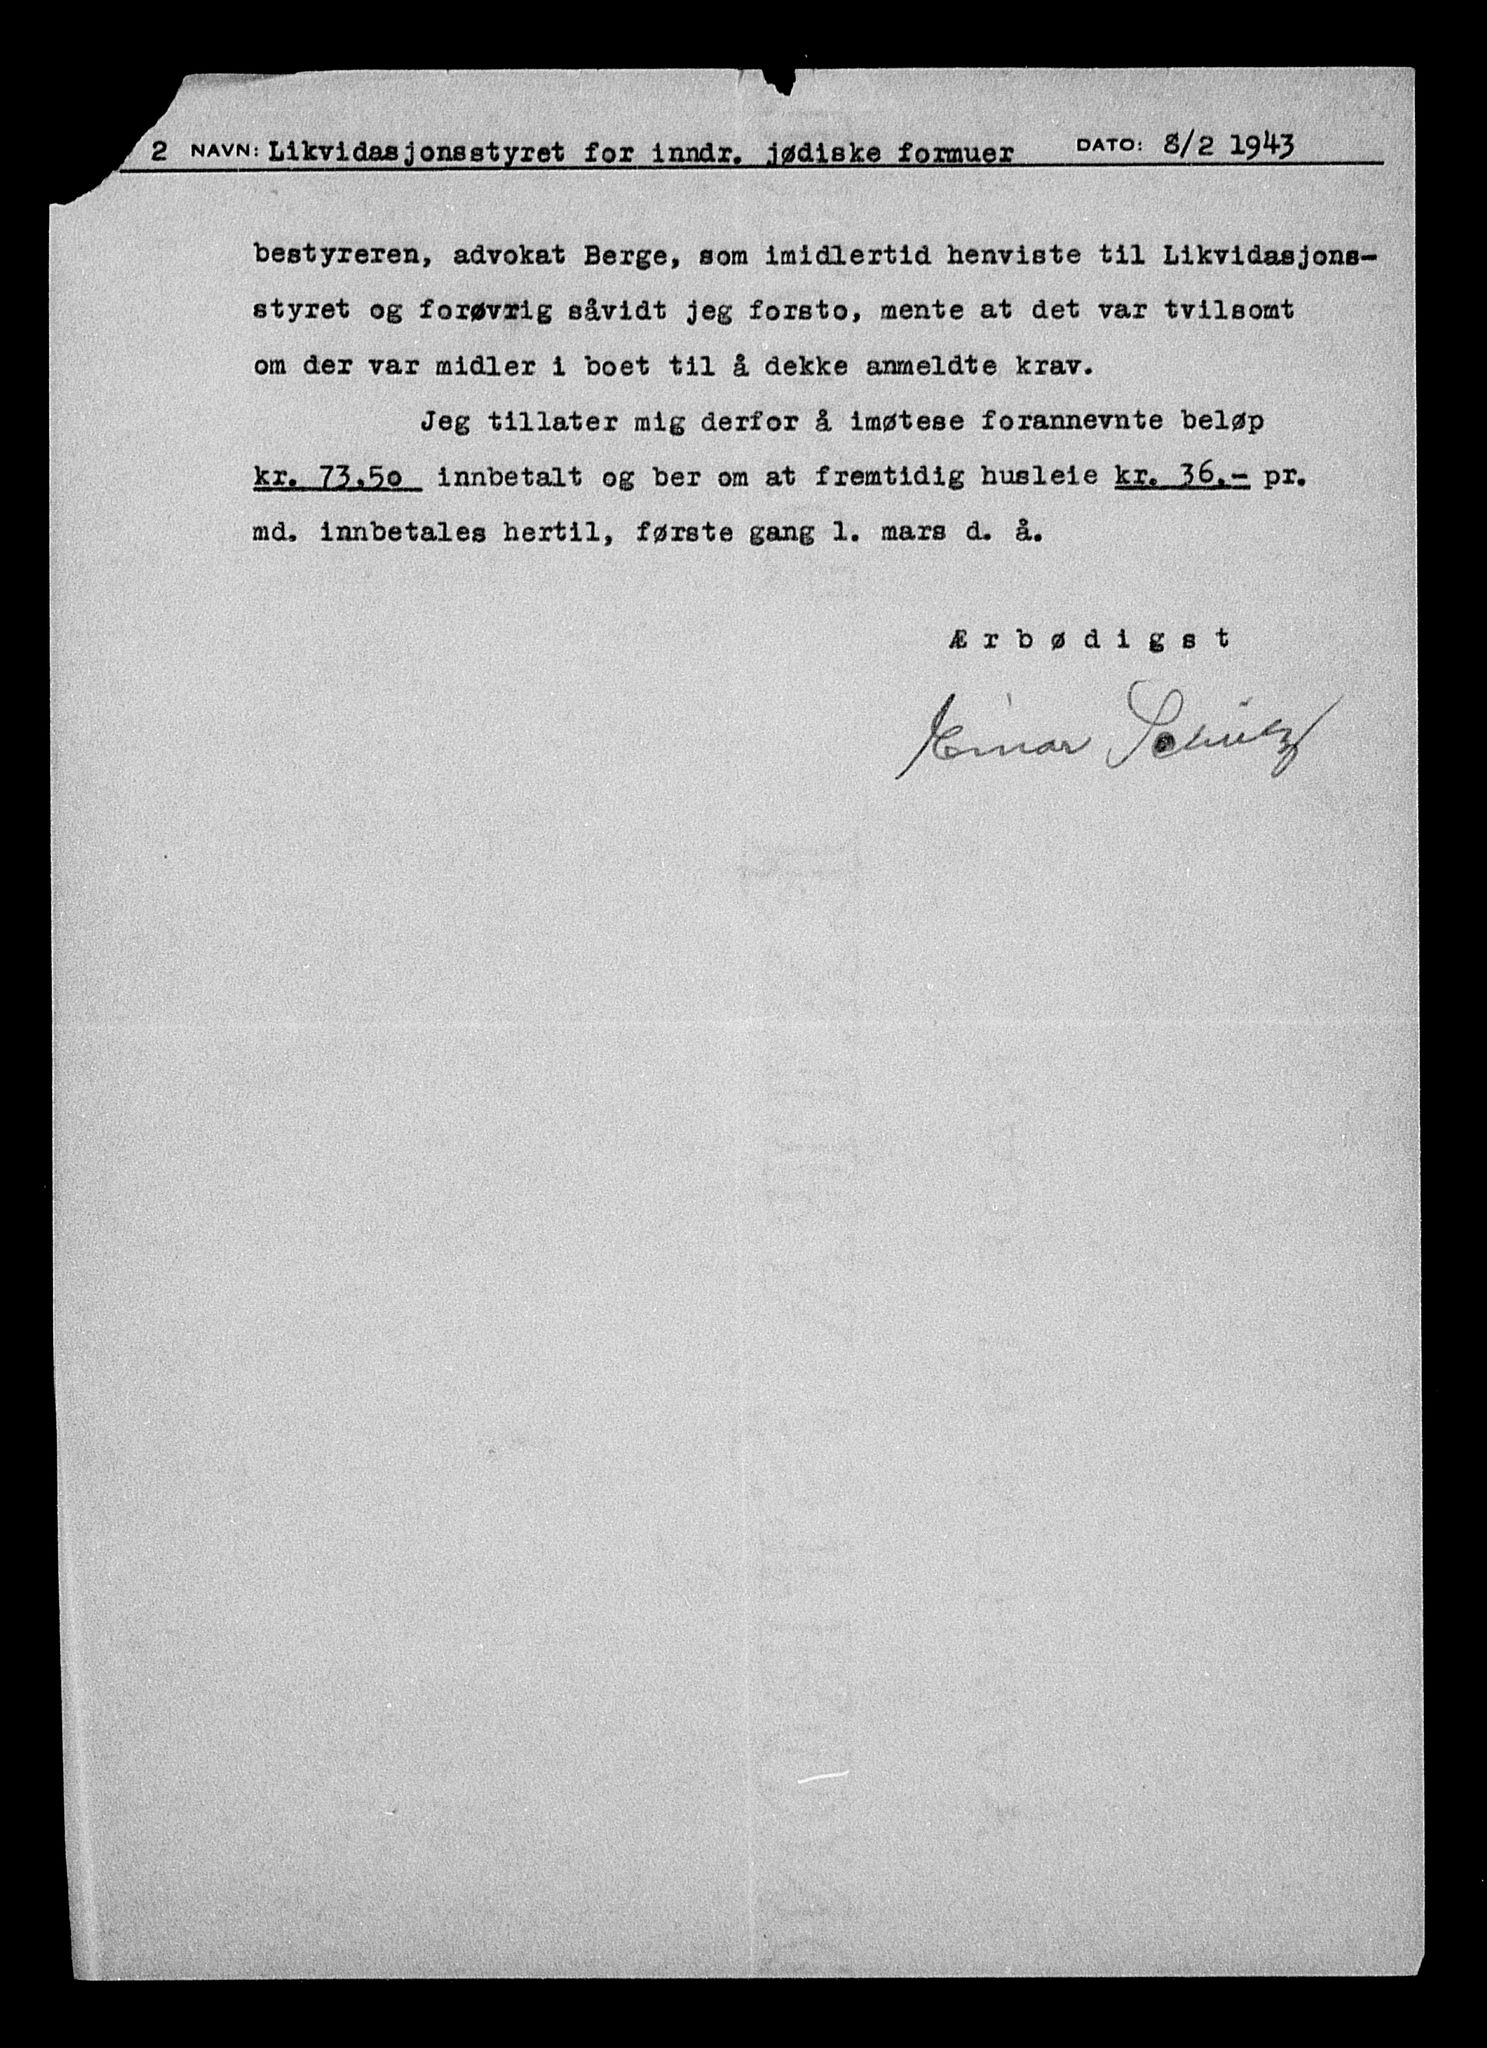 2 NAVN: Likvidasjonsstyret for inndr. jødiske formuer DATO: 8/2 1943
bestyreren, advokat Berge, som imidlertid henviste til Likvidasjons-
styret og forøvrig såvidt jeg forsto, mente at det var tvilsomt
om der var midler i boet til å dekke anmeldte krav.
Jeg tillater mig derfor å imøtese forannevnte beløp
kr. 73.50 innbetalt og ber om at fremtidig husleie kr. 36.- pr.
md. innbetales hertil, første gang 1. mars d. å.
Ærbødigst
Einar Schulz